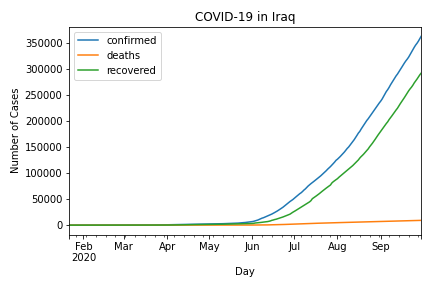 COVID-19 in Iraq
confirmed
deaths
recovered
Number of Cases
350000
300000
250000
200000
150000
100000
50000
0
Feb Mar Apr May Jun Jul Aug Sep
2020
Day